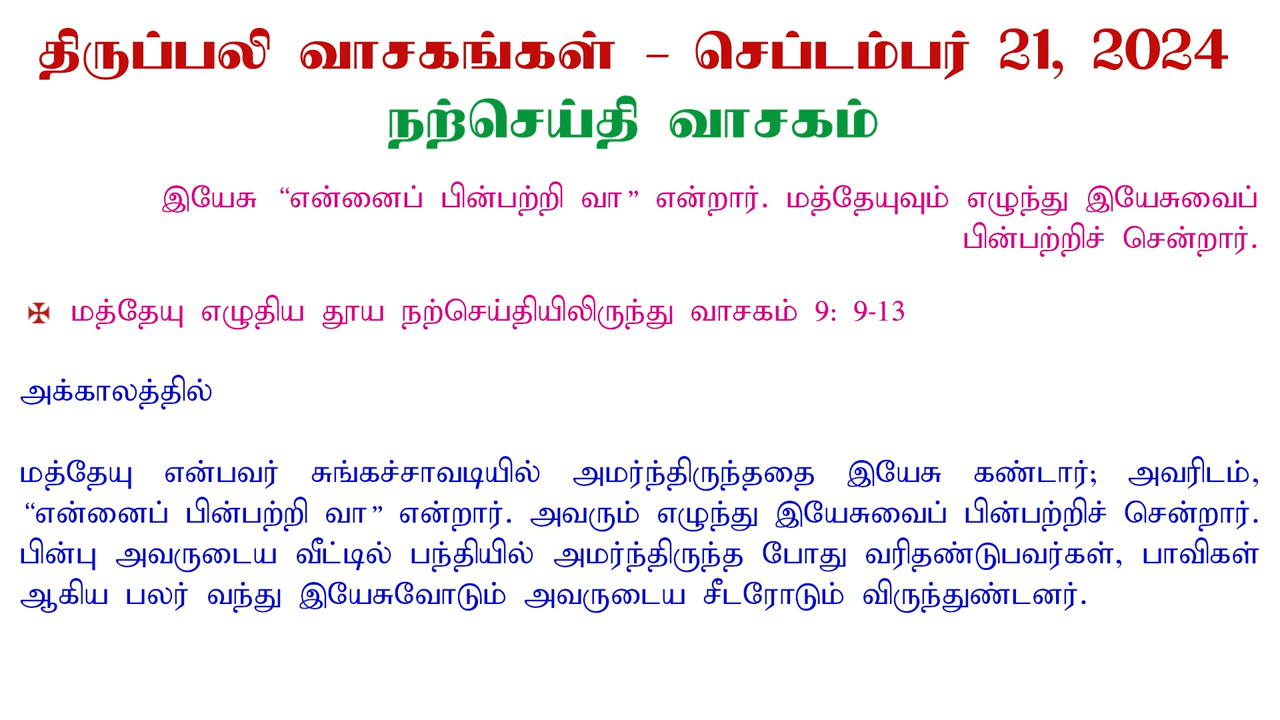 திருப்பலி வாசகங்கள் – செப்டம்பர் 21, 2024
நற்செய்தி வாசகம்
இயேசு “என்னைப் பின்பற்றி வா” என்றார். மத்தேயுவும் எழுந்து இயேசுவைப்
பின்பற்றிச் சென்றார்.
✠ மத்தேயு எழுதிய தூய நற்செய்தியிலிருந்து வாசகம் 9: 9-13
அக்காலத்தில்
மத்தேயு என்பவர் சுங்கச்சாவடியில் அமர்ந்திருந்ததை இயேசு கண்டார்; அவரிடம்,
“என்னைப் பின்பற்றி வா” என்றார். அவரும் எழுந்து இயேசுவைப் பின்பற்றிச் சென்றார்.
பின்பு அவருடைய வீட்டில் பந்தியில் அமர்ந்திருந்த போது வரிதண்டுபவர்கள், பாவிகள்
ஆகிய பலர் வந்து இயேசுவோடும் அவருடைய சீடரோடும் விருந்துண்டனர்.